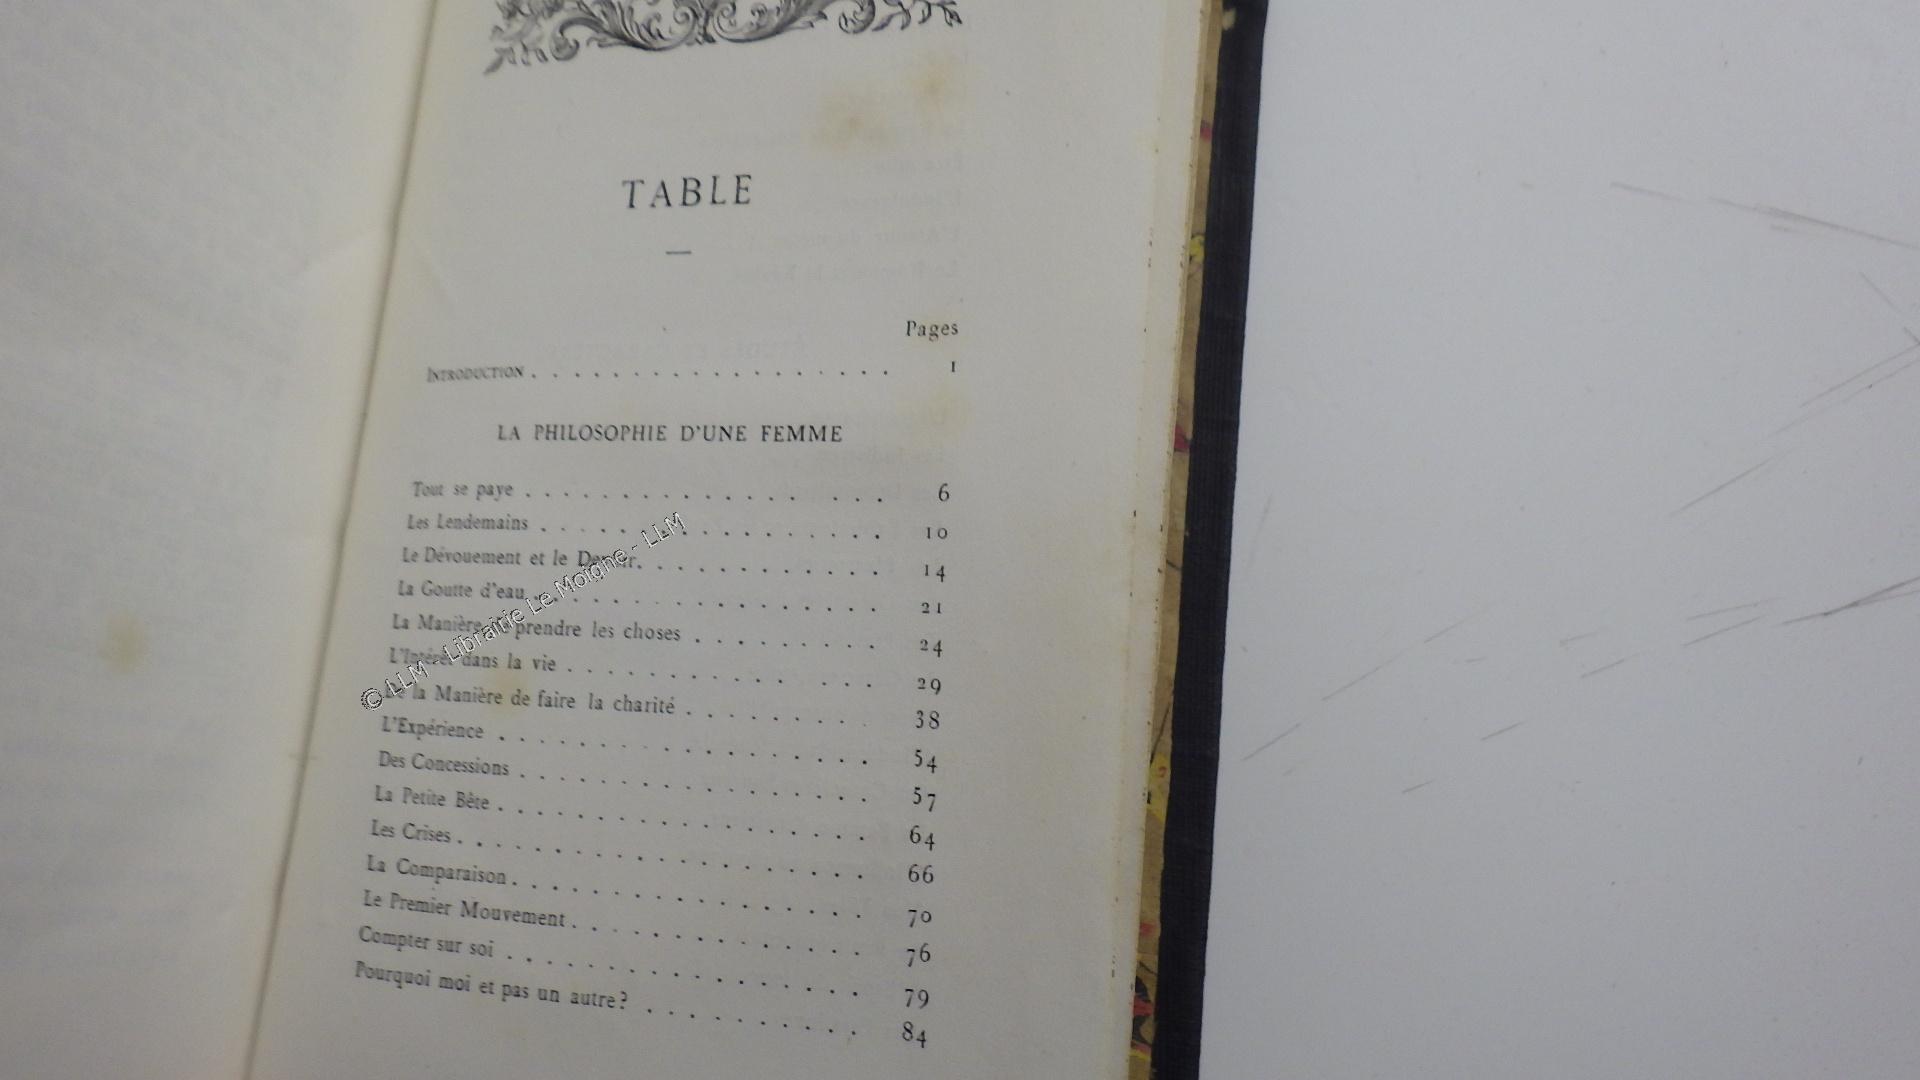 TABLE
Pages
INTRODUCTION . . . . . . . . . . . . . . . . . . 1
LA PHILOSOPHIE D'UNE FEMME
Tout se paye . . . . . . . . . . . . . . . . . 6
Les Lendemains . . . . . . . . . . . . . . . . . 10
Le Dévouement et le Devoir. . . . . . . . . . . . . 14
La Goutte d'eau . . . . . . . . . . . . . . . . . 21
La Manière de prendre les choses . . . . . . . . . . 24
L'Intérêt dans la vie . . . . . . . . . . . . . . . 29
De la Manière de faire la charité . . . . . . . . . . 38
L'Expérience . . . . . . . . . . . . . . . . . . 54
Des Concessions . . . . . . . . . . . . . . . . . 57
La Petite Bête . . . . . . . . . . . . . . . . . . 64
Les Crises . . . . . . . . . . . . . . . . . . . . 66
La Comparaison . . . . . . . . . . . . . . . . . 70
Le Premier Mouvement . . . . . . . . . . . . . . 76
Compter sur soi . . . . . . . . . . . . . . . . . 79
Pourquoi moi et pas un autre? . . . . . . . . . . 84
© LLM - Librairie Le Moigne - LLM